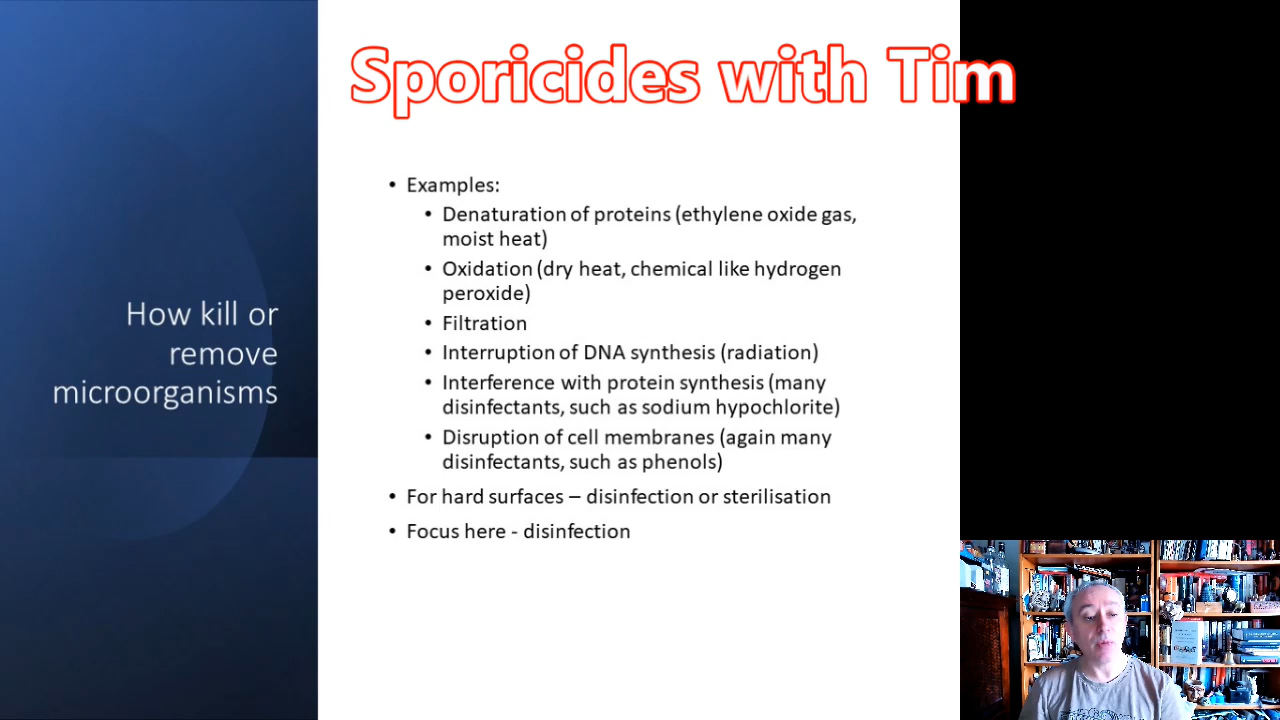 Sporicides with Tim
How kill or
remove
microorganisms
• Examples:
• Denaturation of proteins (ethylene oxide gas,
moist heat)
• Oxidation (dry heat, chemical like hydrogen
peroxide)
• Filtration
• Interruption of DNA synthesis (radiation)
• Interference with protein synthesis (many
disinfectants, such as sodium hypochlorite)
• Disruption of cell membranes (again many
disinfectants, such as phenols)
• For hard surfaces – disinfection or sterilisation
• Focus here - disinfection